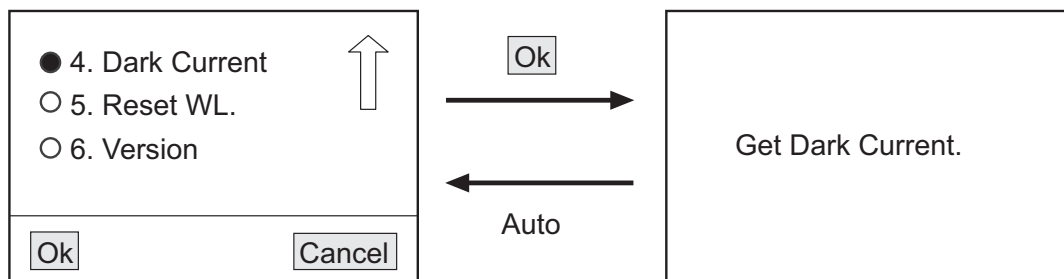 4. Dark Current
5. Reset WL.
6. Version
Ok
Cancel
Ok
Auto
Get Dark Current.